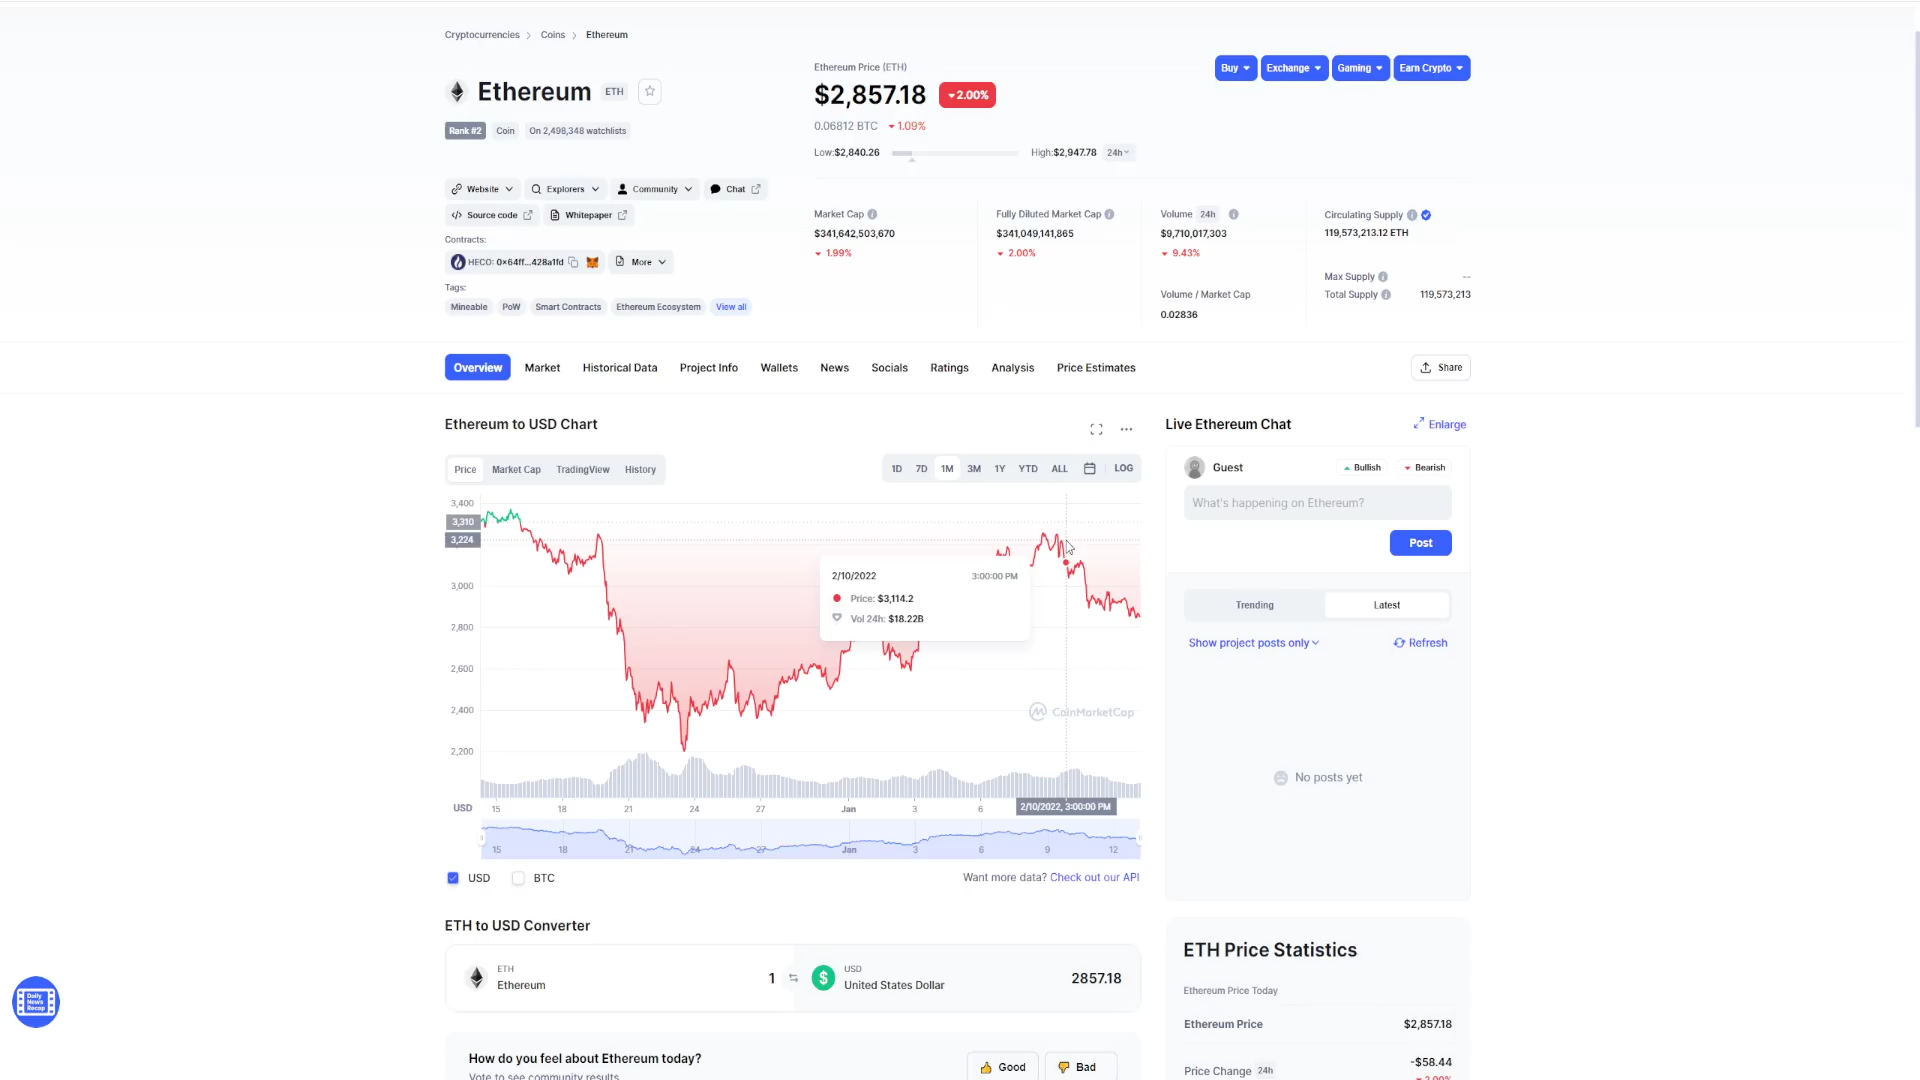 Cryptocurrencies > Coins > Ethereum
Ethereum ETH
Rank #2 Coin On 2,498,348 watchlists
Website Explorers Community Chat
Source code Whitepaper
Contracts:
HECO: 0x64ff...428a1fd More
Tags:
Mineable PoW Smart Contracts Ethereum Ecosystem View all
Ethereum Price (ETH)
$2,857.18 2.00%
0.06812 BTC 1.09%
Low:$2,840.26 High:$2,947.78 24h
Buy Exchange Gaming Earn Crypto
Market Cap
$341,642,503,670
1.99%
Fully Diluted Market Cap
$341,049,141,865
2.00%
Volume 24h
$9,710,017,303
9.43%
Volume / Market Cap
0.02836
Circulating Supply
119,573,213.12 ETH
Max Supply --
Total Supply 119,573,213
Overview Market Historical Data Project Info Wallets News Socials Ratings Analysis Price Estimates Share
Ethereum to USD Chart
Price Market Cap TradingView History
1D 7D 1M 3M 1Y YTD ALL LOG
3,400
3,310
3,224
3,000
2,800
2,600
2,400
2,200
2/10/2022 3:00:00 PM
Price: $3,114.2
Vol 24h: $18.22B
CoinMarketCap
USD 15 18 21 24 27 Jan 3 6 2/10/2022, 3:00:00 PM
15 18 21 24 27 Jan 3 6 9 12
USD BTC
Want more data? Check out our API
ETH to USD Converter
ETH
Ethereum
1
USD
United States Dollar
2857.18
How do you feel about Ethereum today?
Vote to see community results
Good Bad
Live Ethereum Chat Enlarge
Guest Bullish Bearish
What's happening on Ethereum?
Post
Trending Latest
Show project posts only Refresh
No posts yet
ETH Price Statistics
Ethereum Price Today
Ethereum Price $2,857.18
-$58.44
Price Change 24h
2.00%
Daily
News
Recap